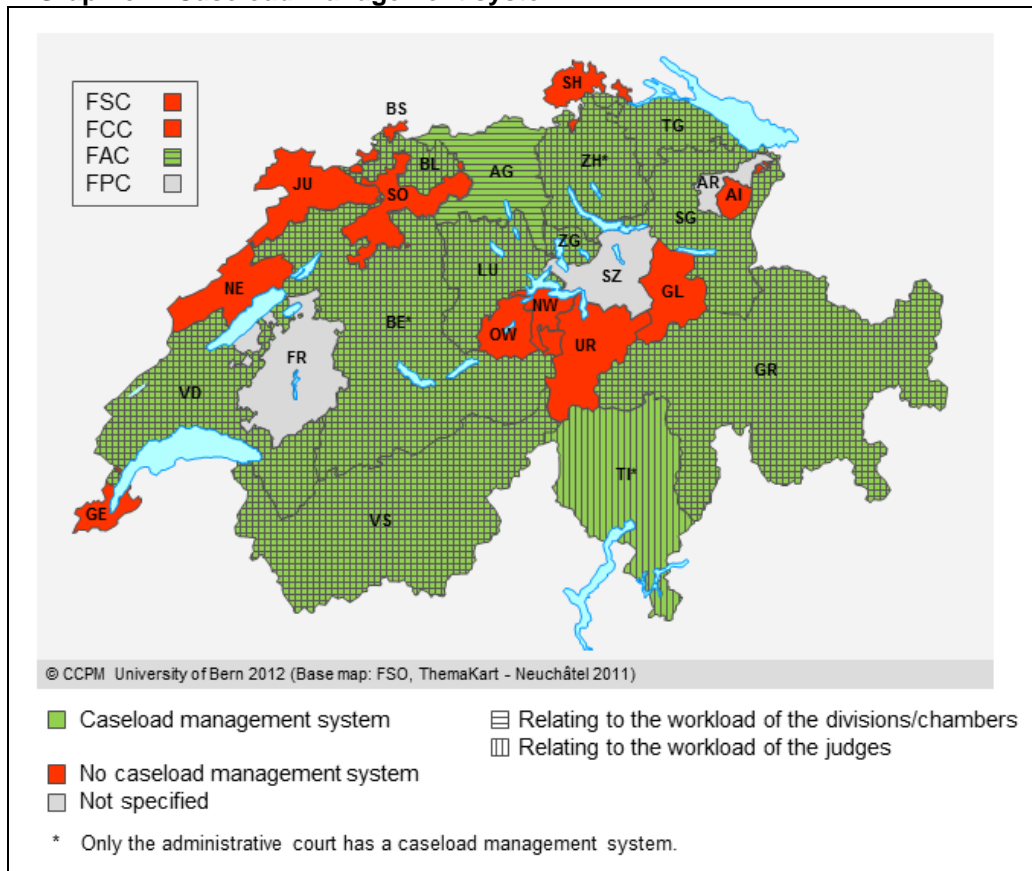 FSC
FCC
FAC
FPC
SH
BS
TG
BL
ZH*
AG
JU
AR
SO
AI
SG
ZG
LU
SZ
NE
GL
NW
BE*
OW
UR
FR
GR
VD
TI*
GE
VS
© CCPM University of Bern 2012 (Base map: FSO, ThemaKart - Neuchâtel 2011)
Caseload management system
Relating to the workload of the divisions/chambers
Relating to the workload of the judges
No caseload management system
Not specified
* Only the administrative court has a caseload management system.